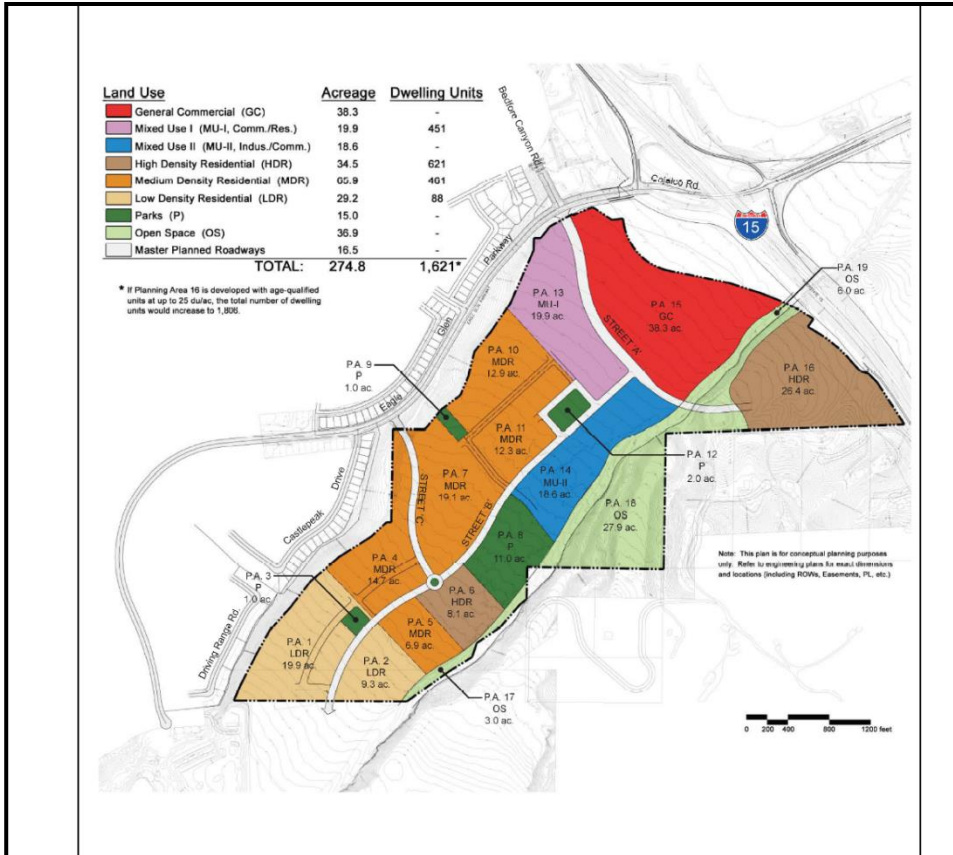 Land Use Acreage Dwelling Units
General Commercial (GC) 38.3 -
Mixed Use I (MU-I, Comm./Res.) 19.9 451
Mixed Use II (MU-II, Indus./Comm.) 18.6 -
High Density Residential (HDR) 34.5 621
Medium Density Residential (MDR) 65.9 461
Low Density Residential (LDR) 29.2 88
Parks (P) 15.0 -
Open Space (OS) 36.9 -
Master Planned Roadways 16.5 -
TOTAL: 274.8 1,621*
* If Planning Area 16 is developed with age-qualified
units at up to 25 du/ac, the total number of dwelling
units would increase to 1,806.
Bedford Canyon Rd.
Cajalco Rd.
15
Eagle Glen Parkway
P.A. 19
OS
6.0 ac.
P.A. 13
MU-I
19.9 ac.
P.A. 15
GC
38.3 ac.
STREET 'A'
P.A. 16
HDR
26.4 ac.
P.A. 10
MDR
12.9 ac.
P.A. 9
P
1.0 ac.
P.A. 11
MDR
12.3 ac.
P.A. 12
P
2.0 ac.
P.A. 7
MDR
19.1 ac.
P.A. 14
MU-II
18.6 ac.
STREET 'C'
STREET 'B'
P.A. 18
OS
27.9 ac.
Castlepeak Drive
P.A. 8
P
11.0 ac.
P.A. 4
MDR
14.7 ac.
Note: This plan is for conceptual planning purposes
only. Refer to engineering plans for exact dimensions
and locations (including ROWs, Easements, PL, etc.)
P.A. 3
P
1.0 ac.
P.A. 6
HDR
8.1 ac.
Driving Range Rd.
P.A. 5
MDR
6.9 ac.
P.A. 1
LDR
19.9 ac.
P.A. 2
LDR
9.3 ac.
P.A. 17
OS
3.0 ac.
0 200 400 800 1200 feet